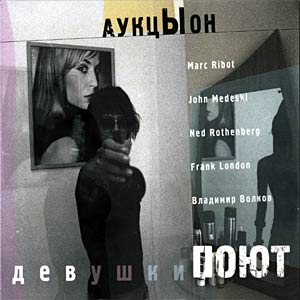 аукцЫон
Marc Ribot
John Medeski
Ned Rothenberg
Frank London
Владимир Волков
девушки поют